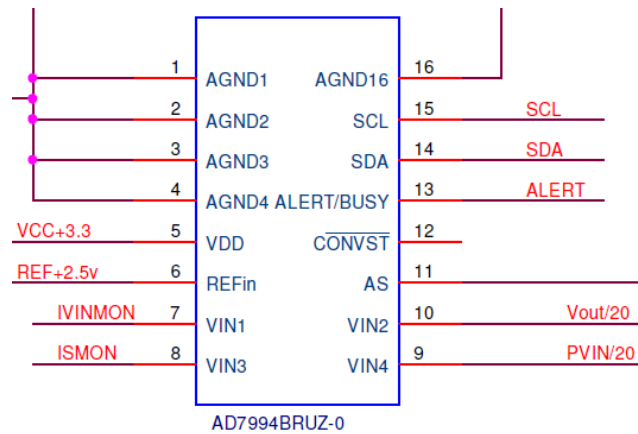 1 AGND1 AGND16 16
2 AGND2 SCL 15 SCL
3 AGND3 SDA 14 SDA
4 AGND4 ALERT/BUSY 13 ALERT
VCC+3.3 5 VDD CONVST 12
REF+2.5v 6 REFin AS 11
IVINMON 7 VIN1 VIN2 10 Vout/20
ISMON 8 VIN3 VIN4 9 PVIN/20
AD7994BRUZ-0